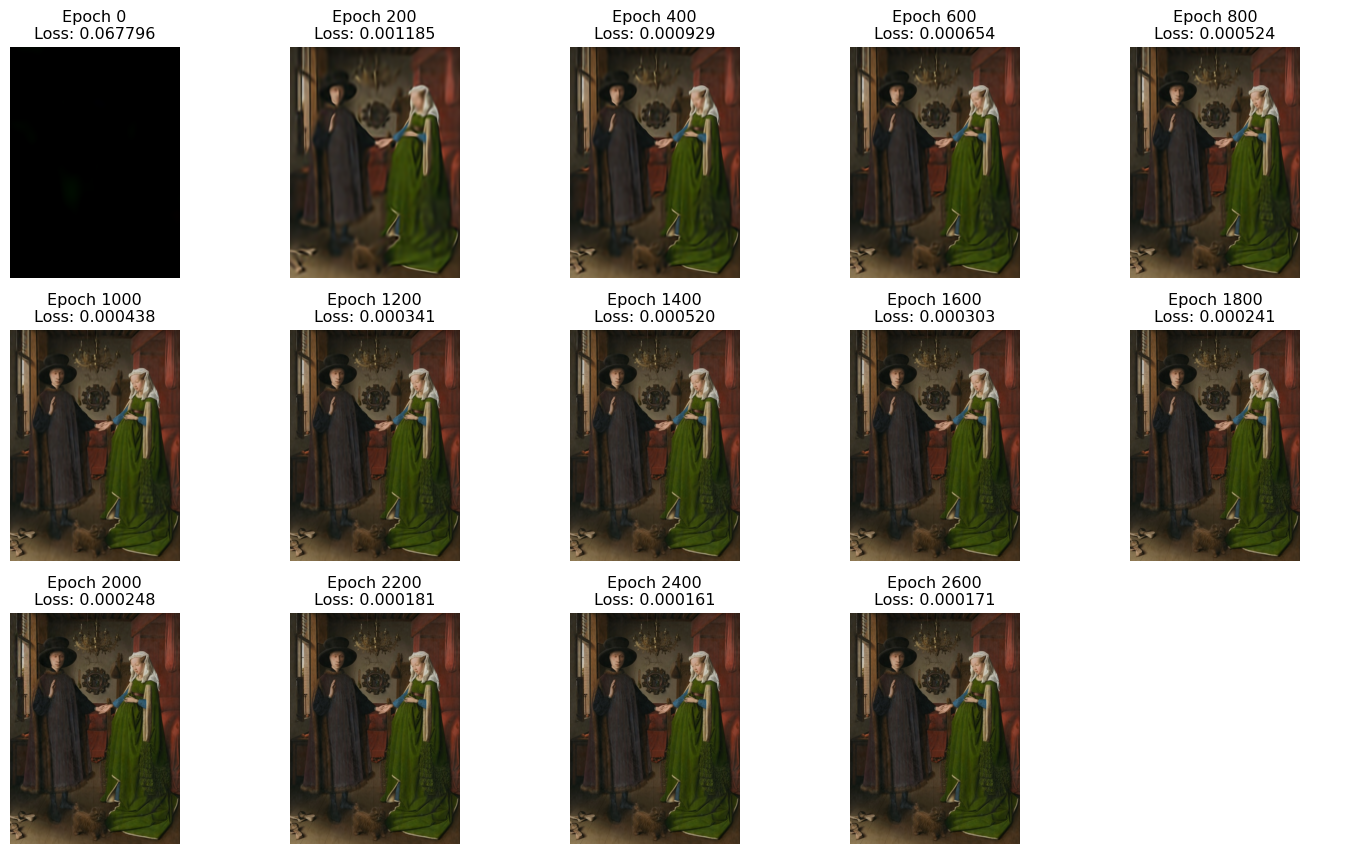 Epoch 0
Loss: 0.067796
Epoch 200
Loss: 0.001185
Epoch 400
Loss: 0.000929
Epoch 600
Loss: 0.000654
Epoch 800
Loss: 0.000524
Epoch 1000
Loss: 0.000438
Epoch 1200
Loss: 0.000341
Epoch 1400
Loss: 0.000520
Epoch 1600
Loss: 0.000303
Epoch 1800
Loss: 0.000241
Epoch 2000
Loss: 0.000248
Epoch 2200
Loss: 0.000181
Epoch 2400
Loss: 0.000161
Epoch 2600
Loss: 0.000171